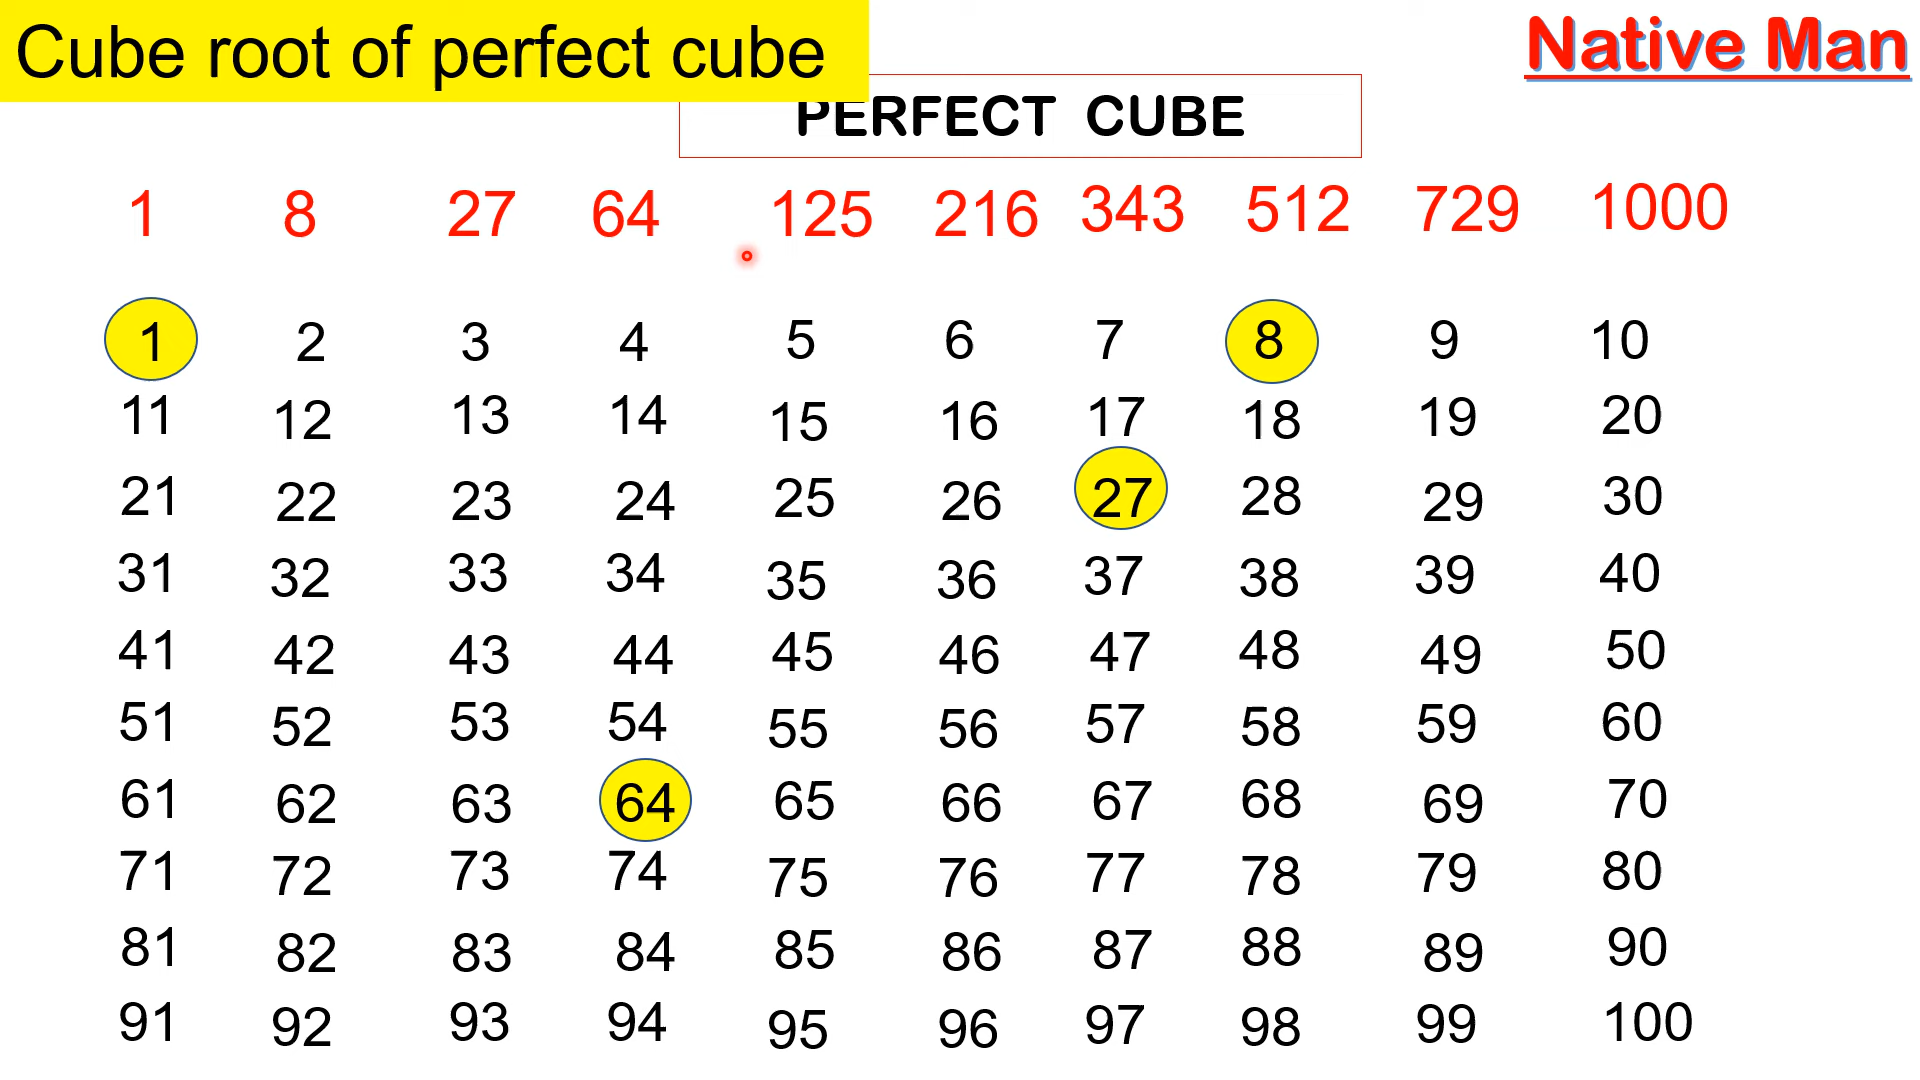 Cube root of perfect cube
Native Man
PERFECT CUBE
1 8 27 64 125 216 343 512 729 1000
1 2 3 4 5 6 7 8 9 10
11 12 13 14 15 16 17 18 19 20
21 22 23 24 25 26 27 28 29 30
31 32 33 34 35 36 37 38 39 40
41 42 43 44 45 46 47 48 49 50
51 52 53 54 55 56 57 58 59 60
61 62 63 64 65 66 67 68 69 70
71 72 73 74 75 76 77 78 79 80
81 82 83 84 85 86 87 88 89 90
91 92 93 94 95 96 97 98 99 100